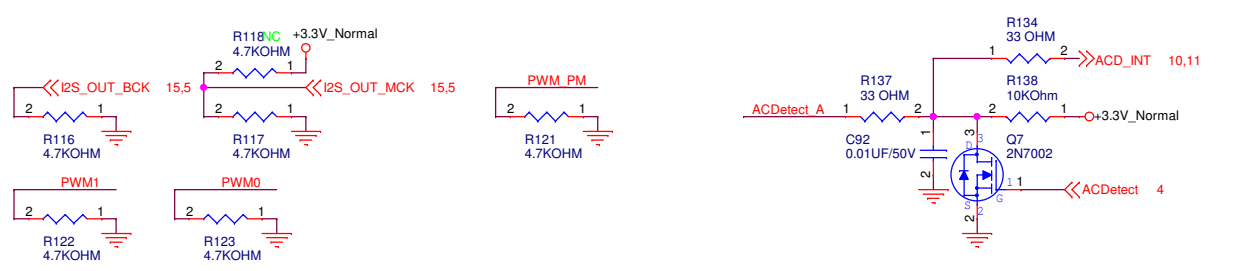 R118NC
4.7KOHM
+3.3V_Normal
2
1
I2S_OUT_BCK 15,5
I2S_OUT_MCK 15,5
2
1
R116
4.7KOHM
2
1
R117
4.7KOHM
PWM_PM
2
1
R121
4.7KOHM
PWM1
2
1
R122
4.7KOHM
PWM0
2
1
R123
4.7KOHM
R134
33 OHM
1
2
ACD_INT 10,11
ACDetect_A
R137
33 OHM
1
2
R138
10KOhm
2
1
+3.3V_Normal
C92
0.01UF/50V
1
2
Q7
2N7002
3
D 3
1 1
G
S 2
2
ACDetect 4